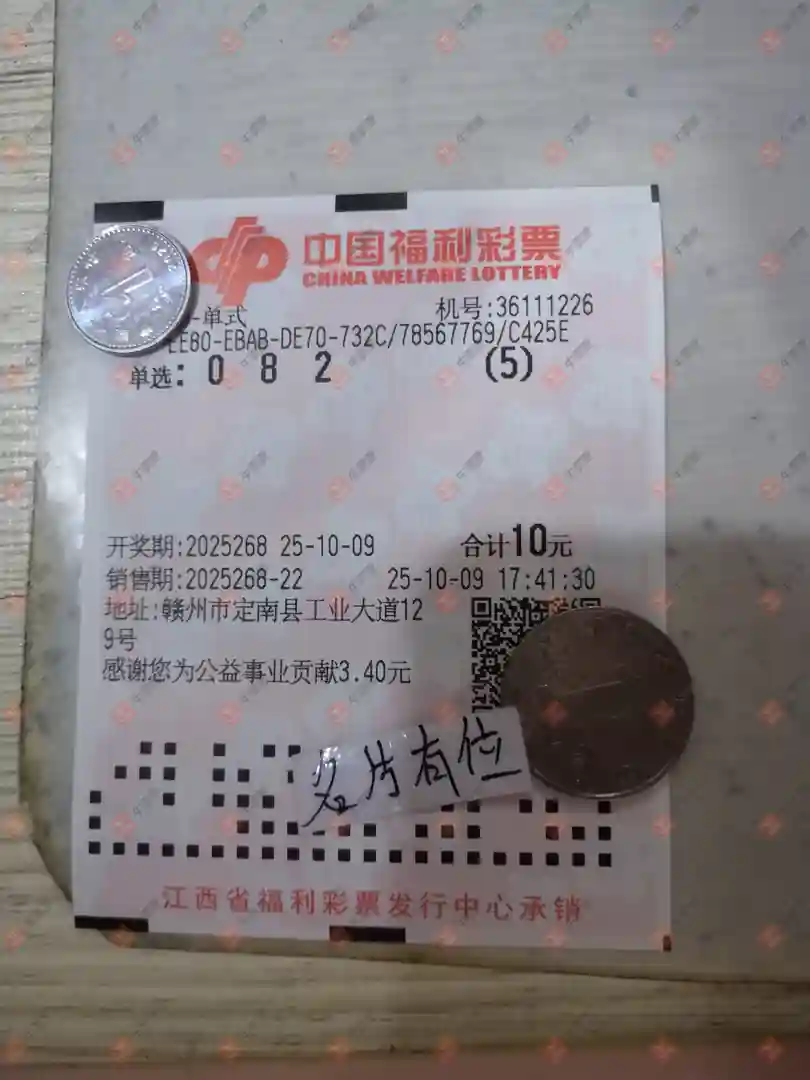 中国福利彩票
CHINA WELFARE LOTTERY
-单式 机号:36111226
EE80-EBAB-DE70-732C/78567769/C425E
单选: 0 8 2 (5)
开奖期:2025268 25-10-09 合计10元
销售期:2025268-22 25-10-09 17:41:30
地址:赣州市定南县工业大道12
9号
感谢您为公益事业贡献3.40元
名片有位
江西省福利彩票发行中心承销